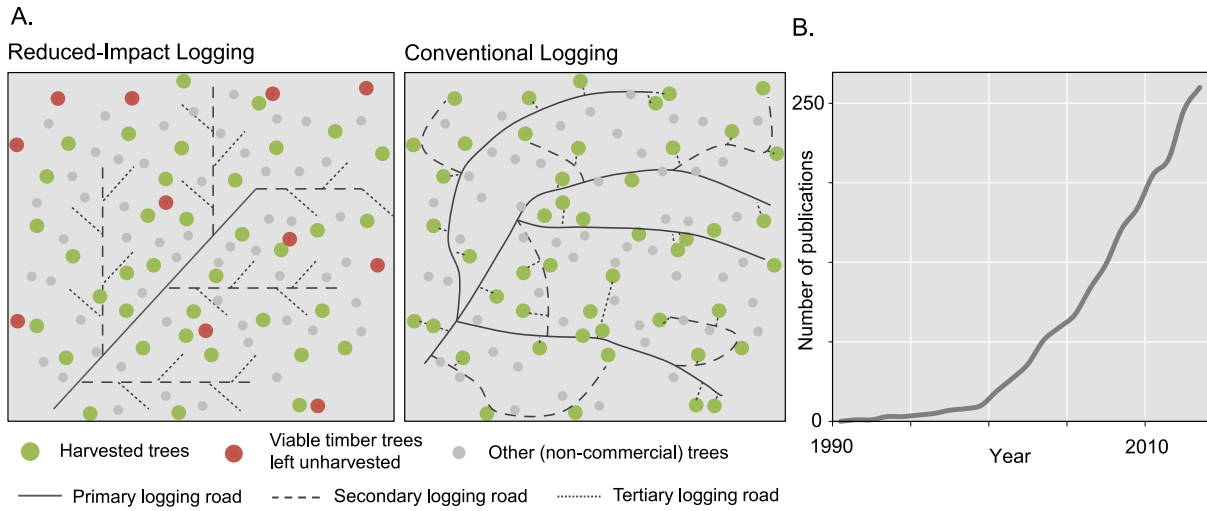 A.
Reduced-Impact Logging
Conventional Logging
Harvested trees
Viable timber trees
left unharvested
Other (non-commercial) trees
Primary logging road
Secondary logging road
Tertiary logging road
B.
Number of publications
250
0
1990
Year
2010